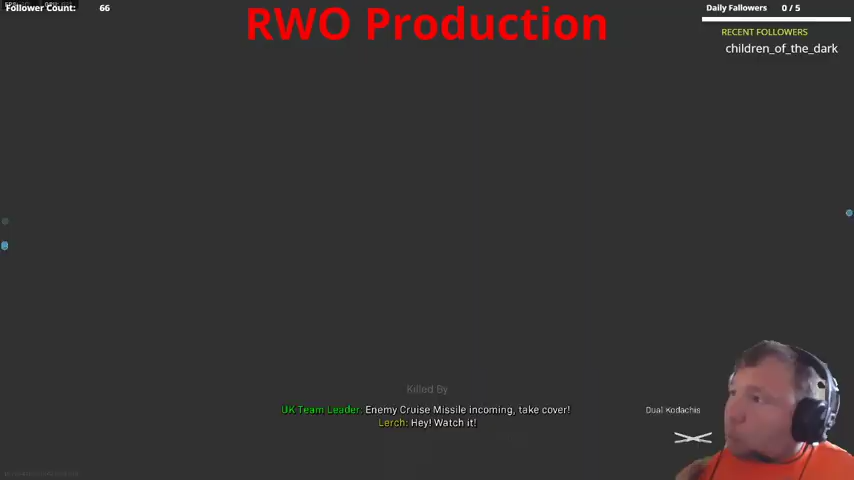 Follower Count: 66
RWO Production
Daily Followers 0 / 5
RECENT FOLLOWERS
children_of_the_dark
Killed By
UK Team Leader: Enemy Cruise Missile incoming, take cover!
Lerch: Hey! Watch it!
Dual Kodachis